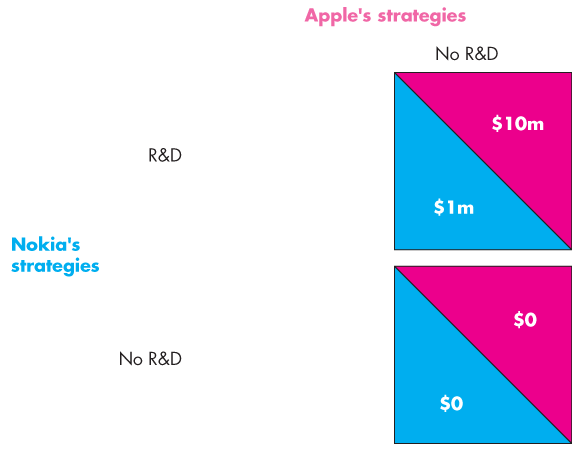 Apple's strategies
No R&D
$10m
R&D
$1m
Nokia's
strategies
$0
No R&D
$0